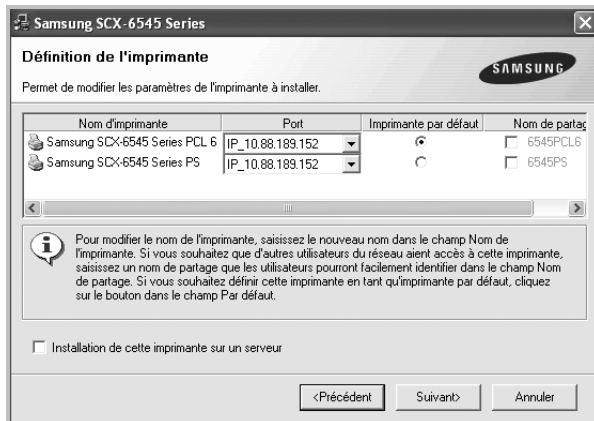 Samsung SCX-6545 Series
Définition de l'imprimante
SAMSUNG
Permet de modifier les paramètres de l'imprimante à installer.
Nom d'imprimante Port Imprimante par défaut Nom de partag
Samsung SCX-6545 Series PCL 6 IP_10.88.189.152 6545PCL6
Samsung SCX-6545 Series PS IP_10.88.189.152 6545PS
Pour modifier le nom de l'imprimante, saisissez le nouveau nom dans le champ Nom de
l'imprimante. Si vous souhaitez que d'autres utilisateurs du réseau aient accès à cette imprimante,
saisissez un nom de partage que les utilisateurs pourront facilement identifier dans le champ Nom
de partage. Si vous souhaitez définir cette imprimante en tant qu'imprimante par défaut, cliquez
sur le bouton dans le champ Par défaut.
Installation de cette imprimante sur un serveur
<Précédent Suivant> Annuler